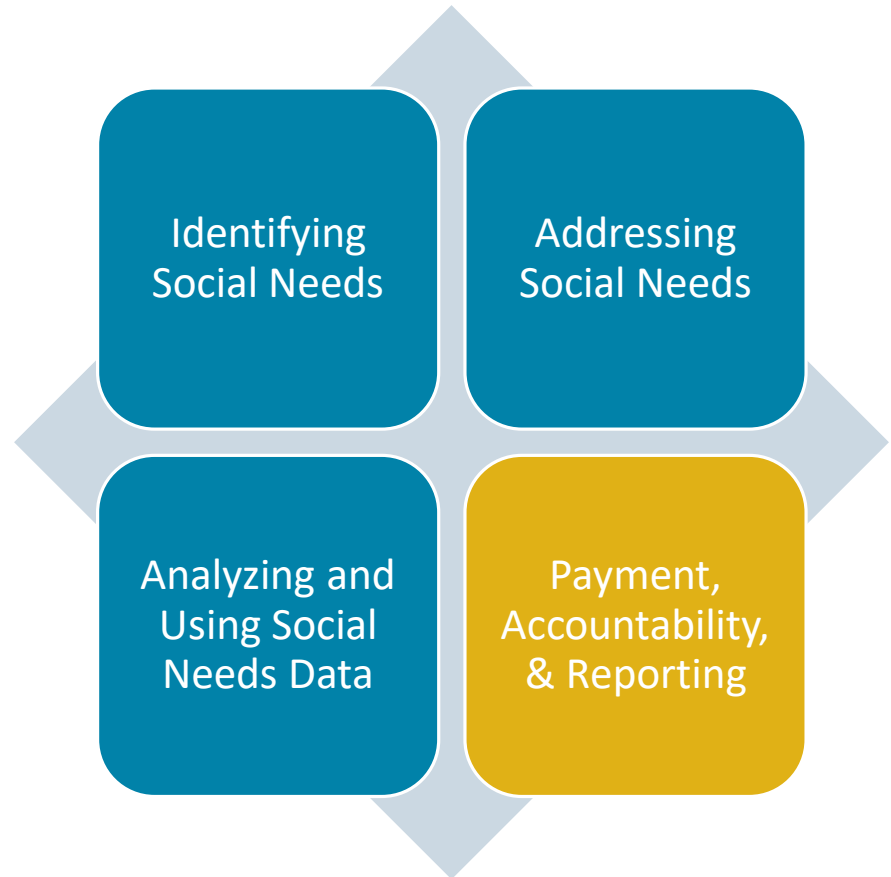 Identifying
Social Needs
Addressing
Social Needs
Analyzing and
Using Social
Needs Data
Payment,
Accountability,
& Reporting